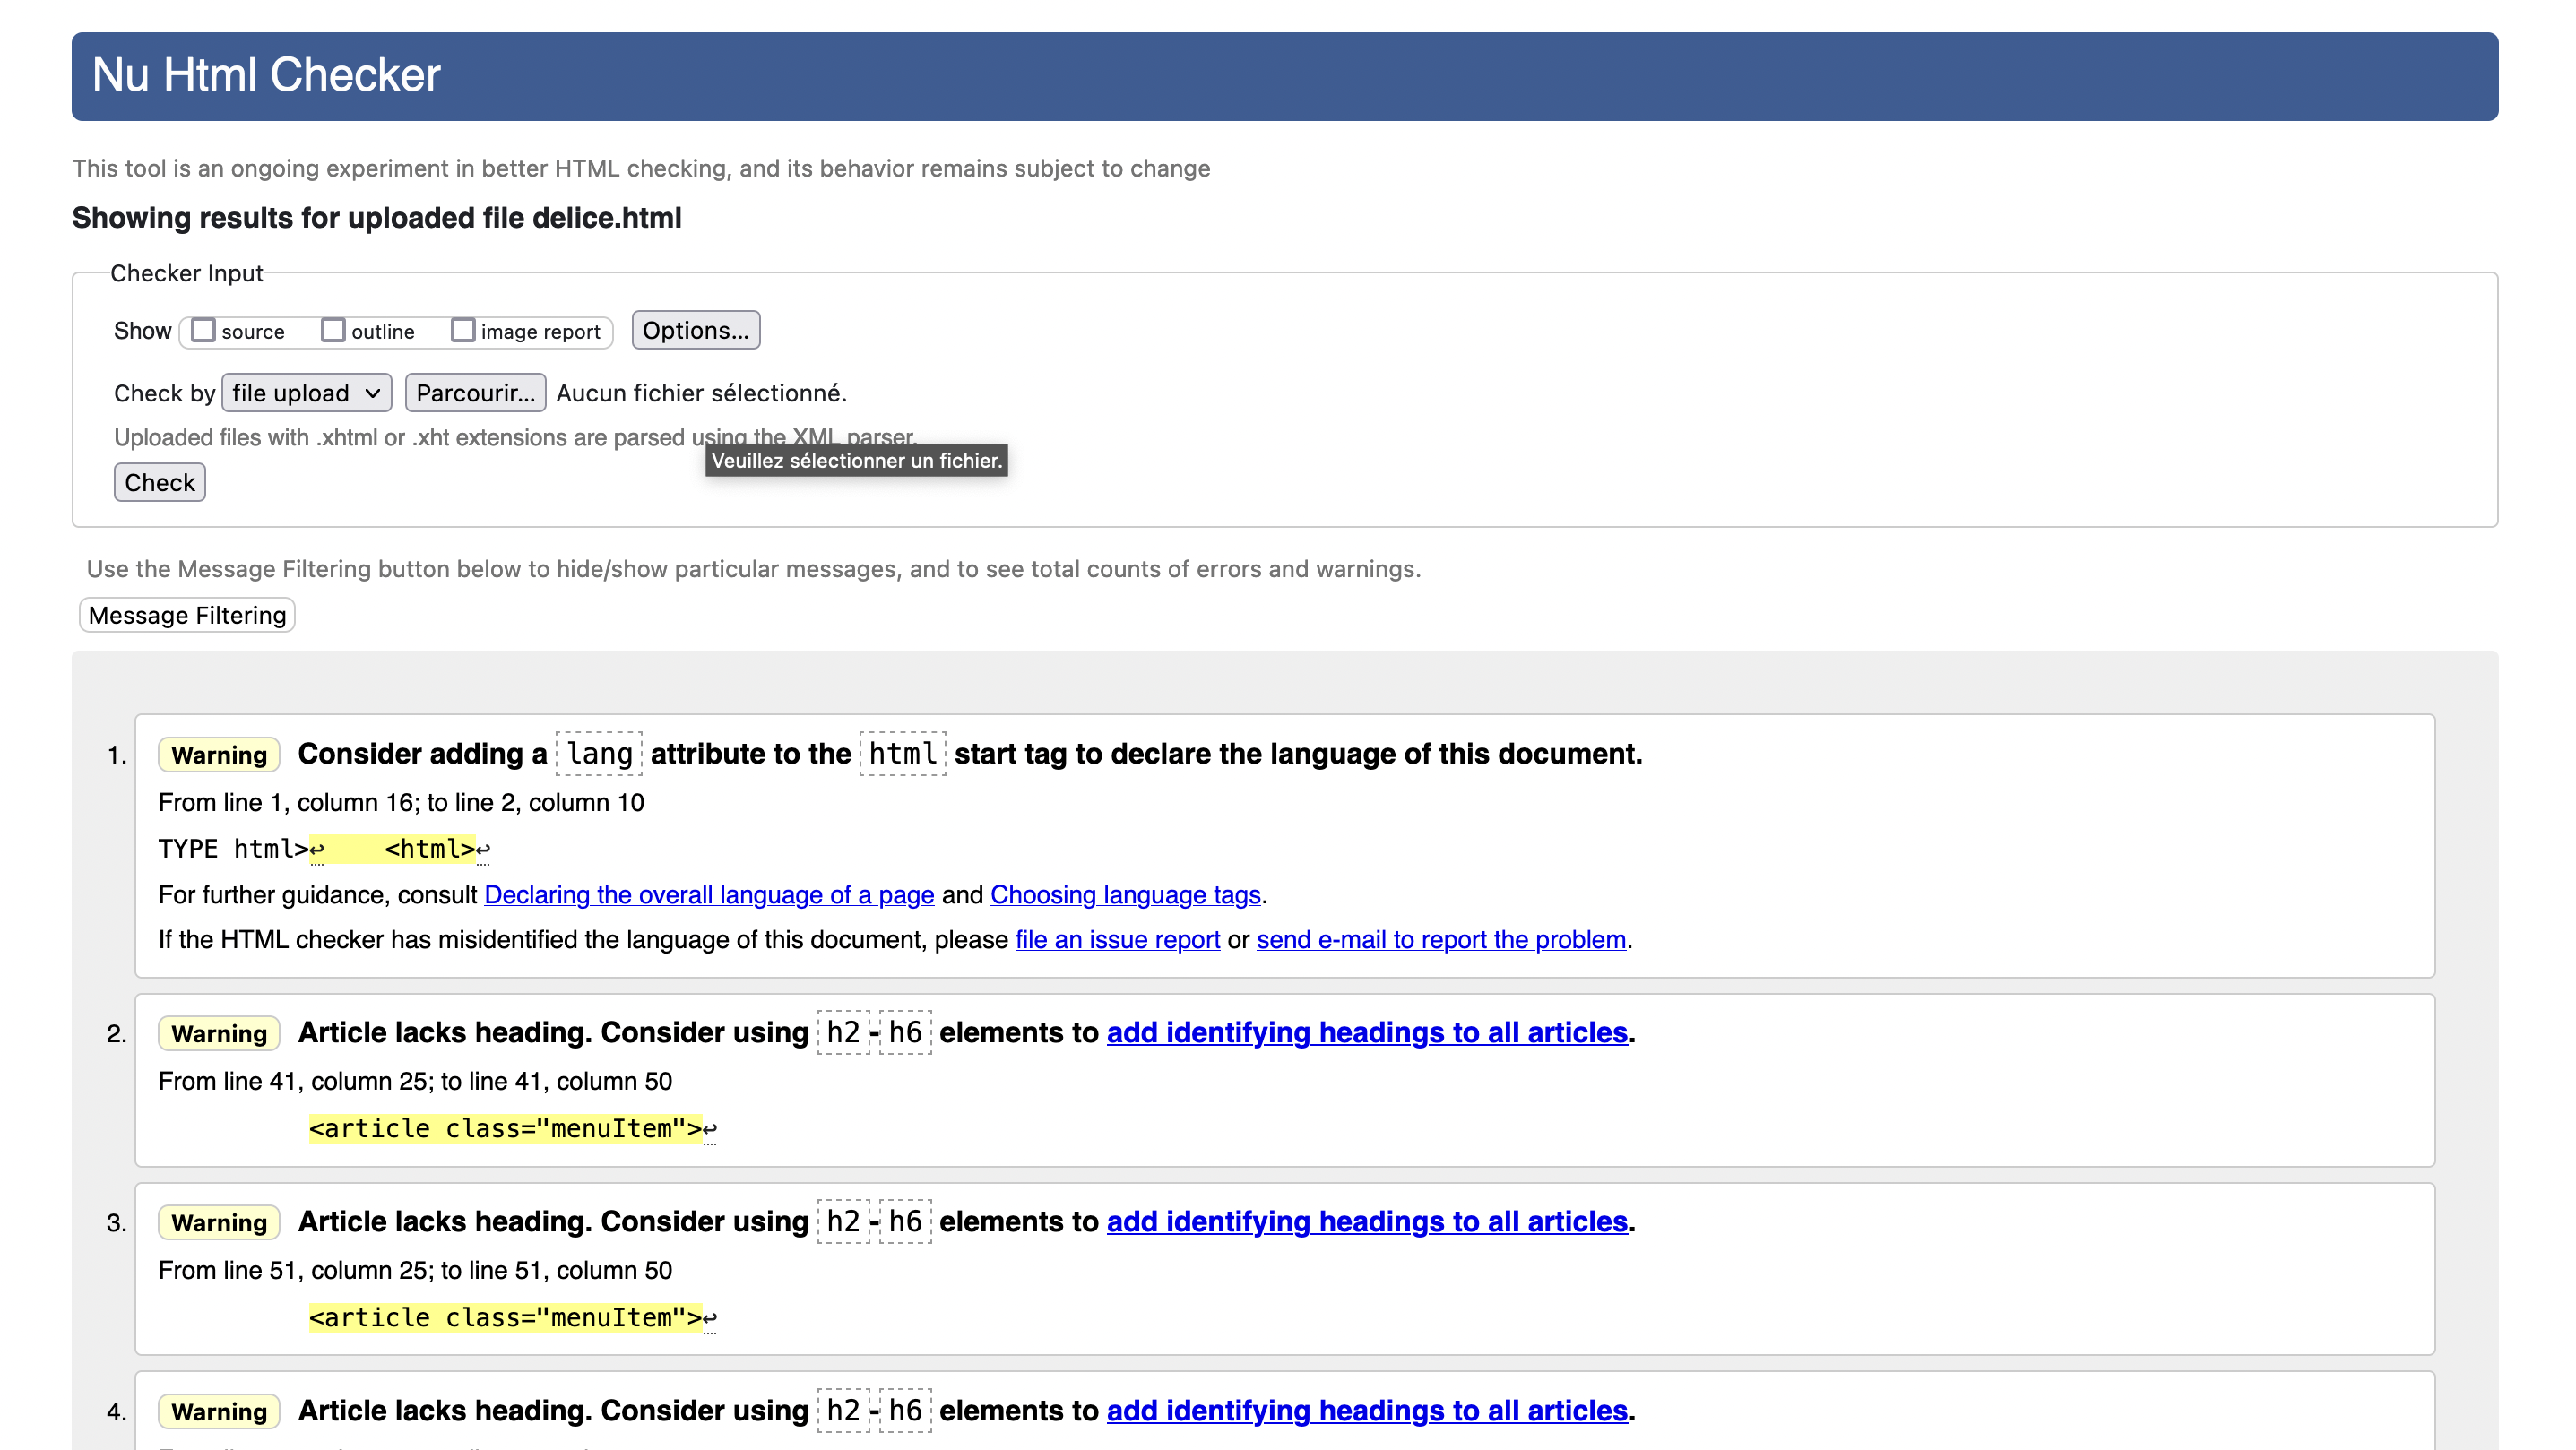 Nu Html Checker
This tool is an ongoing experiment in better HTML checking, and its behavior remains subject to change
Showing results for uploaded file delice.html
Checker Input
Show source outline image report Options...
Check by file upload Parcourir... Aucun fichier sélectionné.
Uploaded files with .xhtml or .xht extensions are parsed using the XML parser.
Veuillez sélectionner un fichier.
Check
Use the Message Filtering button below to hide/show particular messages, and to see total counts of errors and warnings.
Message Filtering
1. Warning Consider adding a lang attribute to the html start tag to declare the language of this document.
From line 1, column 16; to line 2, column 10
TYPE html>↩ <html>↩
For further guidance, consult Declaring the overall language of a page and Choosing language tags.
If the HTML checker has misidentified the language of this document, please file an issue report or send e-mail to report the problem.
2. Warning Article lacks heading. Consider using h2-h6 elements to add identifying headings to all articles.
From line 41, column 25; to line 41, column 50
<article class="menuItem">↩
3. Warning Article lacks heading. Consider using h2-h6 elements to add identifying headings to all articles.
From line 51, column 25; to line 51, column 50
<article class="menuItem">↩
4. Warning Article lacks heading. Consider using h2-h6 elements to add identifying headings to all articles.